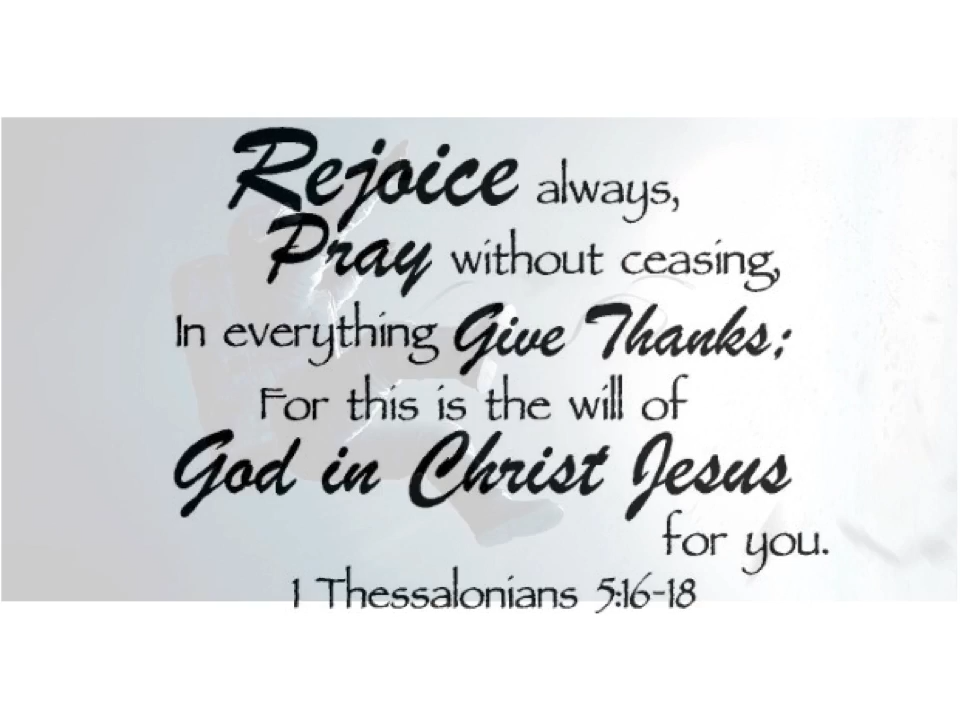 Rejoice always,
Pray without ceasing,
In everything Give Thanks;
For this is the will of
God in Christ Jesus
for you.
1 Thessalonians 5:16-18